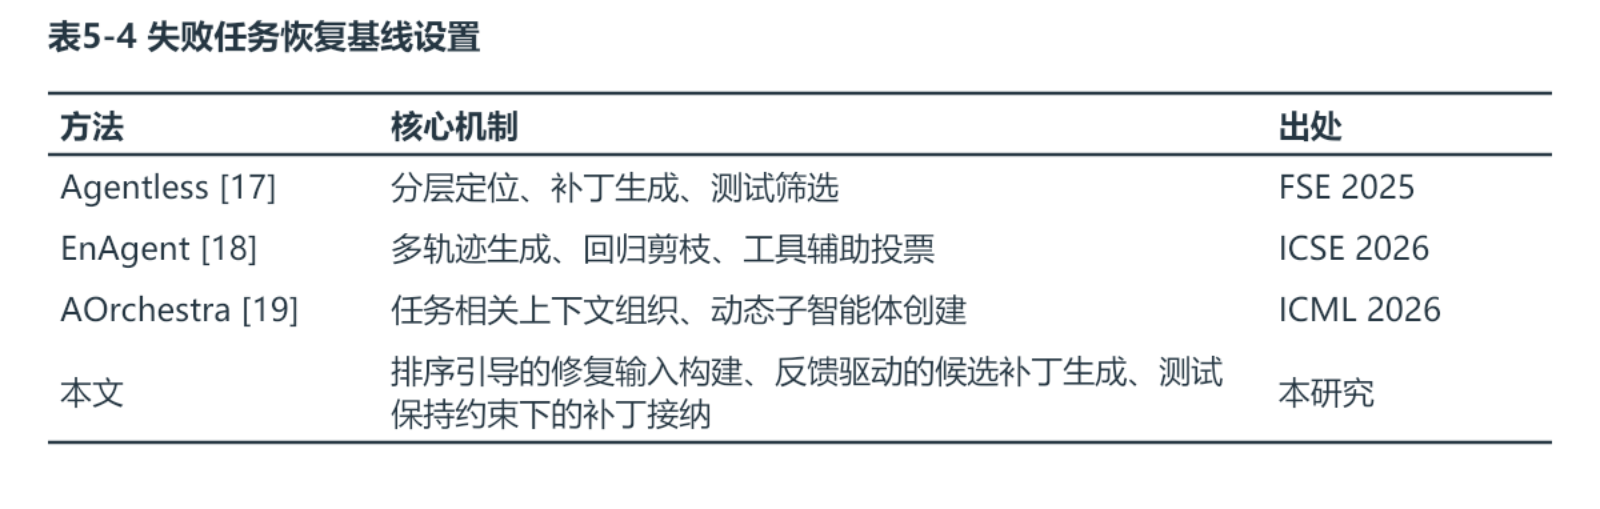 表5-4 失败任务恢复基线设置
方法 核心机制 出处
Agentless [17] 分层定位、补丁生成、测试筛选 FSE 2025
EnAgent [18] 多轨迹生成、回归剪枝、工具辅助投票 ICSE 2026
AOrchestra [19] 任务相关上下文组织、动态子智能体创建 ICML 2026
本文 排序引导的修复输入构建、反馈驱动的候选补丁生成、测试 本研究
保持约束下的补丁接纳